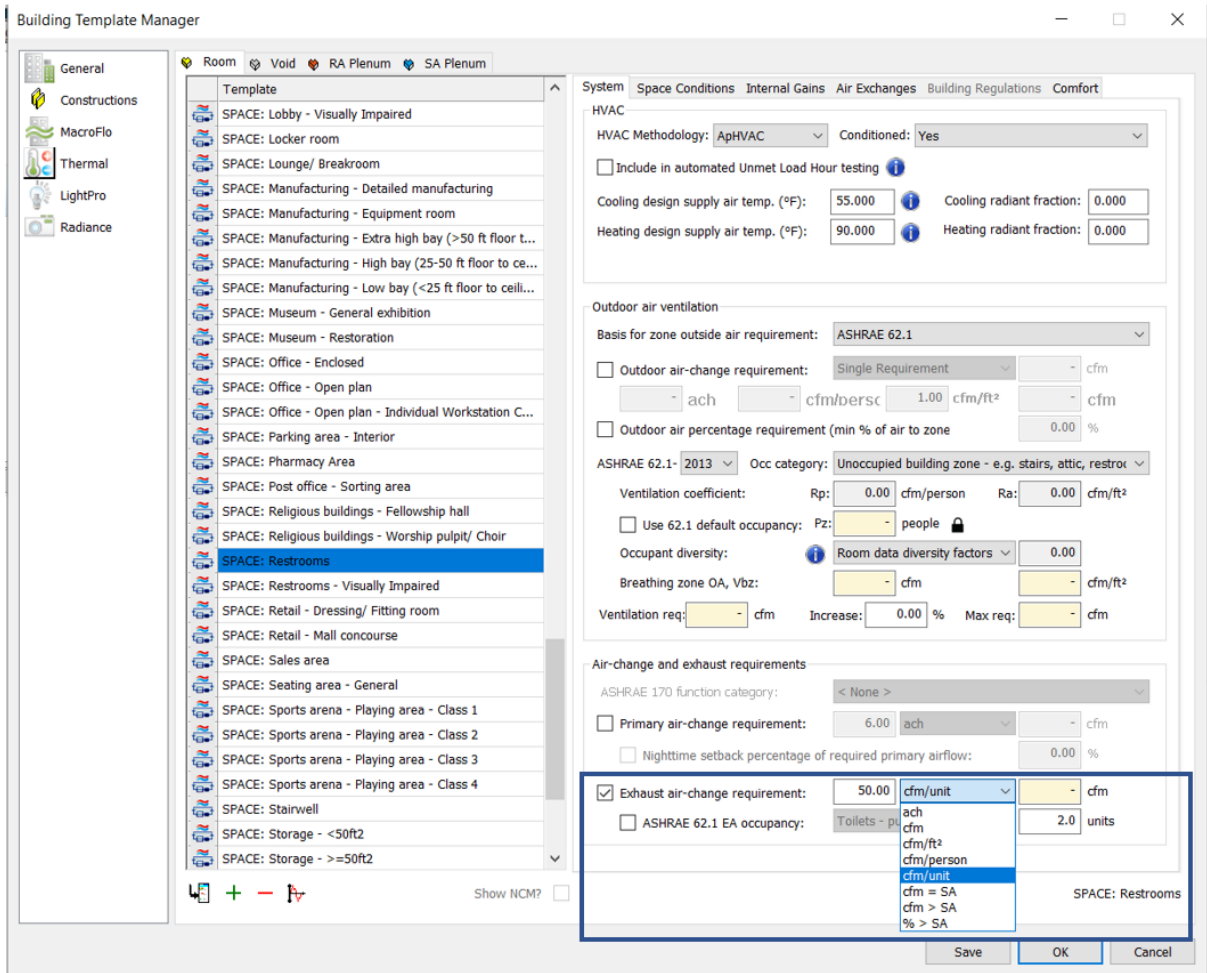 Building Template Manager
General
Constructions
MacroFlo
Thermal
LightPro
Radiance
Room Void RA Plenum SA Plenum
Template
SPACE: Lobby - Visually Impaired
SPACE: Locker room
SPACE: Lounge/ Breakroom
SPACE: Manufacturing - Detailed manufacturing
SPACE: Manufacturing - Equipment room
SPACE: Manufacturing - Extra high bay (>50 ft floor t...
SPACE: Manufacturing - High bay (25-50 ft floor to ce...
SPACE: Manufacturing - Low bay (<25 ft floor to ceili...
SPACE: Museum - General exhibition
SPACE: Museum - Restoration
SPACE: Office - Enclosed
SPACE: Office - Open plan
SPACE: Office - Open plan - Individual Workstation C...
SPACE: Parking area - Interior
SPACE: Pharmacy Area
SPACE: Post office - Sorting area
SPACE: Religious buildings - Fellowship hall
SPACE: Religious buildings - Worship pulpit/ Choir
SPACE: Restrooms
SPACE: Restrooms - Visually Impaired
SPACE: Retail - Dressing/ Fitting room
SPACE: Retail - Mall concourse
SPACE: Sales area
SPACE: Seating area - General
SPACE: Sports arena - Playing area - Class 1
SPACE: Sports arena - Playing area - Class 2
SPACE: Sports arena - Playing area - Class 3
SPACE: Sports arena - Playing area - Class 4
SPACE: Stairwell
SPACE: Storage - <50ft2
SPACE: Storage - >=50ft2
Show NCM?
System Space Conditions Internal Gains Air Exchanges Building Regulations Comfort
HVAC
HVAC Methodology: ApHVAC Conditioned: Yes
Include in automated Unmet Load Hour testing
Cooling design supply air temp. (°F): 55.000 Cooling radiant fraction: 0.000
Heating design supply air temp. (°F): 90.000 Heating radiant fraction: 0.000
Outdoor air ventilation
Basis for zone outside air requirement: ASHRAE 62.1
Outdoor air-change requirement: Single Requirement - cfm
- ach - cfm/persc 1.00 cfm/ft² - cfm
Outdoor air percentage requirement (min % of air to zone 0.00 %
ASHRAE 62.1- 2013 Occ category: Unoccupied building zone - e.g. stairs, attic, restroc
Ventilation coefficient: Rp: 0.00 cfm/person Ra: 0.00 cfm/ft²
Use 62.1 default occupancy: Pz: - people
Occupant diversity: Room data diversity factors 0.00
Breathing zone OA, Vbz: - cfm - cfm/ft²
Ventilation req: - cfm Increase: 0.00 % Max req: - cfm
Air-change and exhaust requirements
ASHRAE 170 function category: < None >
Primary air-change requirement: 6.00 ach - cfm
Nighttime setback percentage of required primary airflow: 0.00 %
Exhaust air-change requirement: 50.00 cfm/unit - cfm
ASHRAE 62.1 EA occupancy: Toilets - pu 2.0 units
ach
cfm
cfm/ft²
cfm/person
cfm/unit
cfm = SA
cfm > SA
% > SA
SPACE: Restrooms
Save OK Cancel